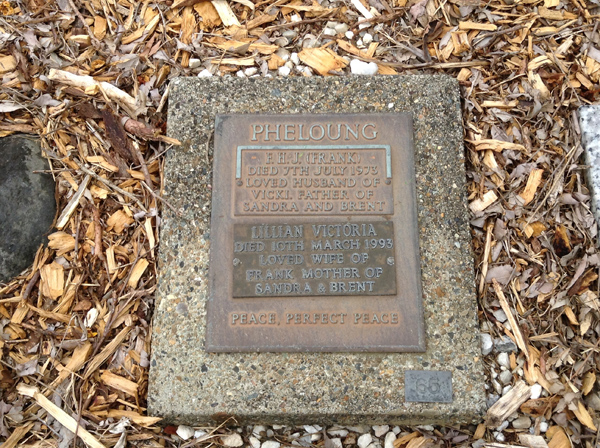 PHELOUNG
F. H. J. (FRANK)
DIED 7TH JULY 1973
LOVED HUSBAND OF
VICKI. FATHER OF
SANDRA AND BRENT
LILLIAN VICTORIA
DIED 10TH MARCH 1993
LOVED WIFE OF
FRANK MOTHER OF
SANDRA & BRENT
PEACE, PERFECT PEACE